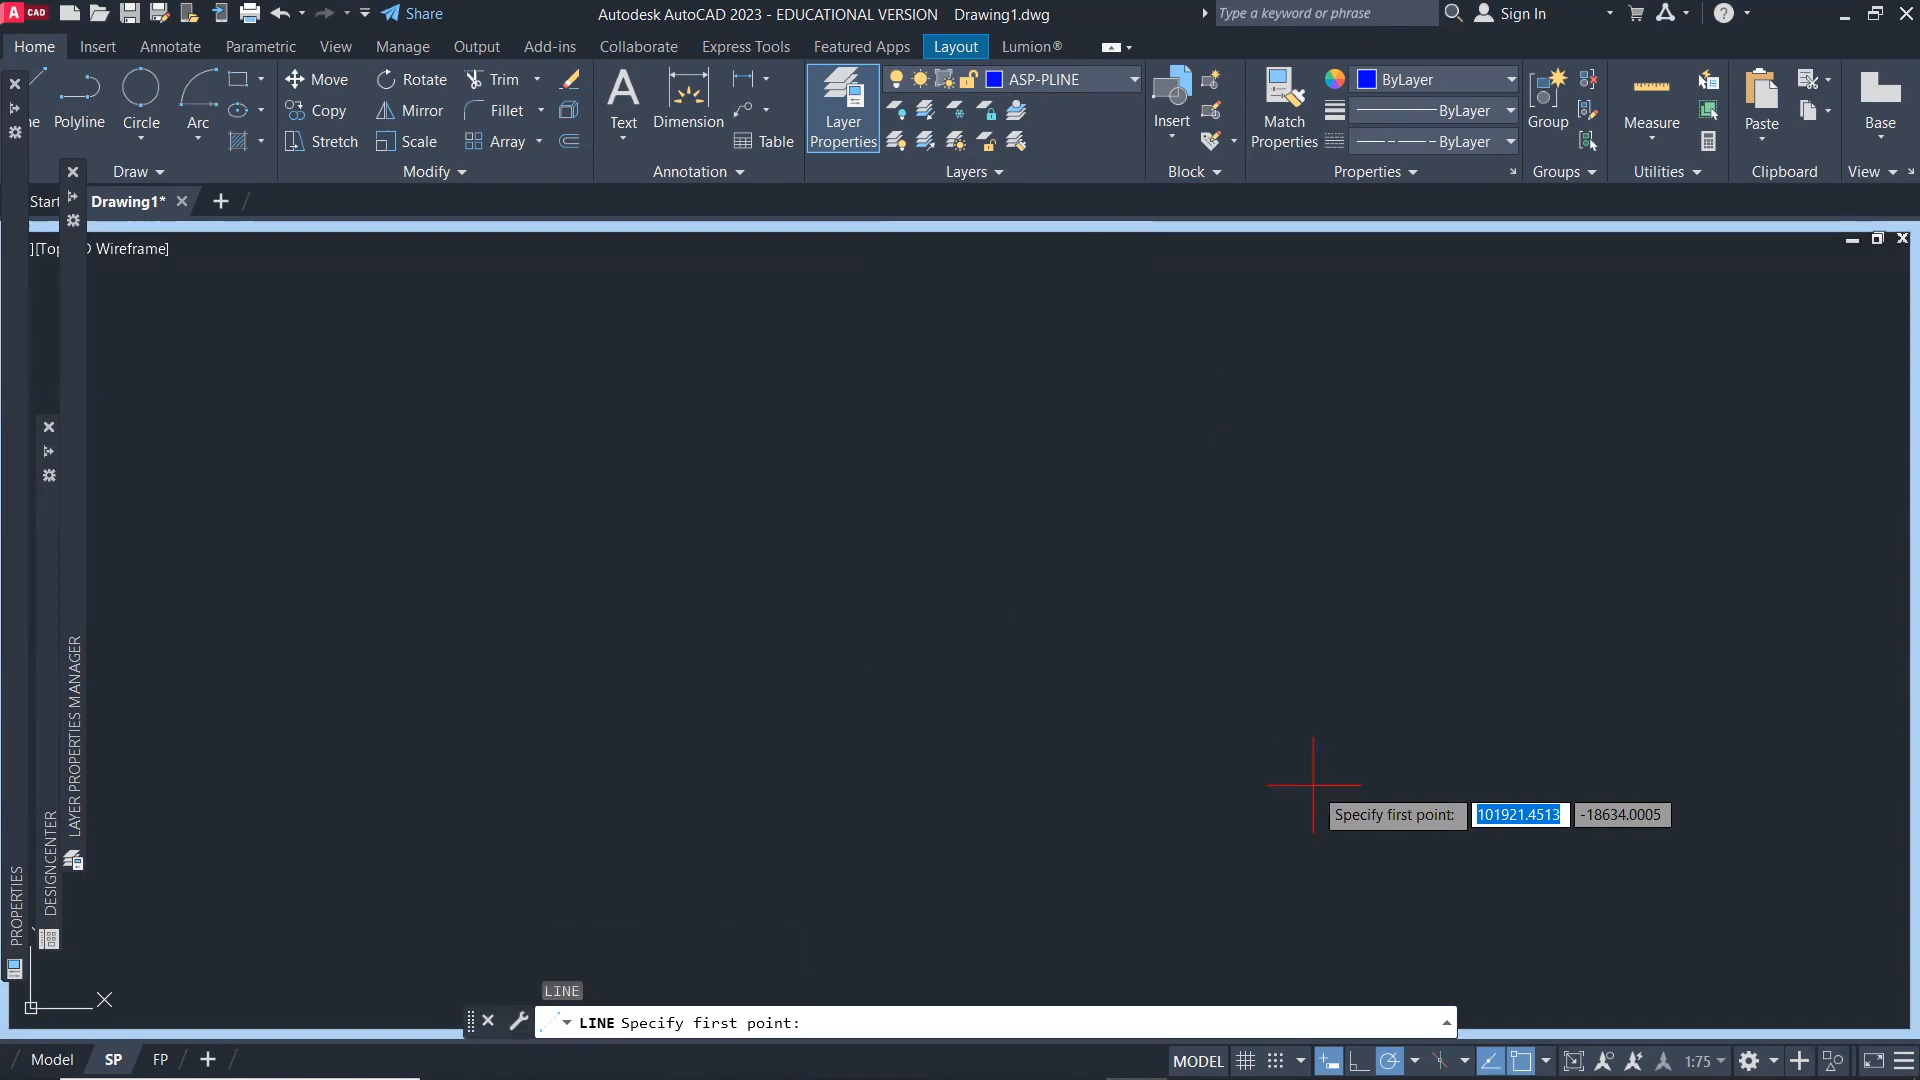 A CAD Share Autodesk AutoCAD 2023 - EDUCATIONAL VERSION Drawing1.dwg Type a keyword or phrase Sign In ?
Home Insert Annotate Parametric View Manage Output Add-ins Collaborate Express Tools Featured Apps Layout Lumion®
Move Rotate Trim ASP-PLINE ByLayer
Polyline Circle Arc Copy Mirror Fillet Text Dimension Layer Properties Insert Match Properties ByLayer Group Measure Paste Base
Stretch Scale Array Table ByLayer
Draw Modify Annotation Layers Block Properties Groups Utilities Clipboard View
Start Drawing1* +
][Top D Wireframe]
LAYER PROPERTIES MANAGER
DESIGNCENTER
PROPERTIES
Specify first point: 101921.4513 -18634.0005
X
LINE
LINE Specify first point:
Model SP FP + MODEL 1:75